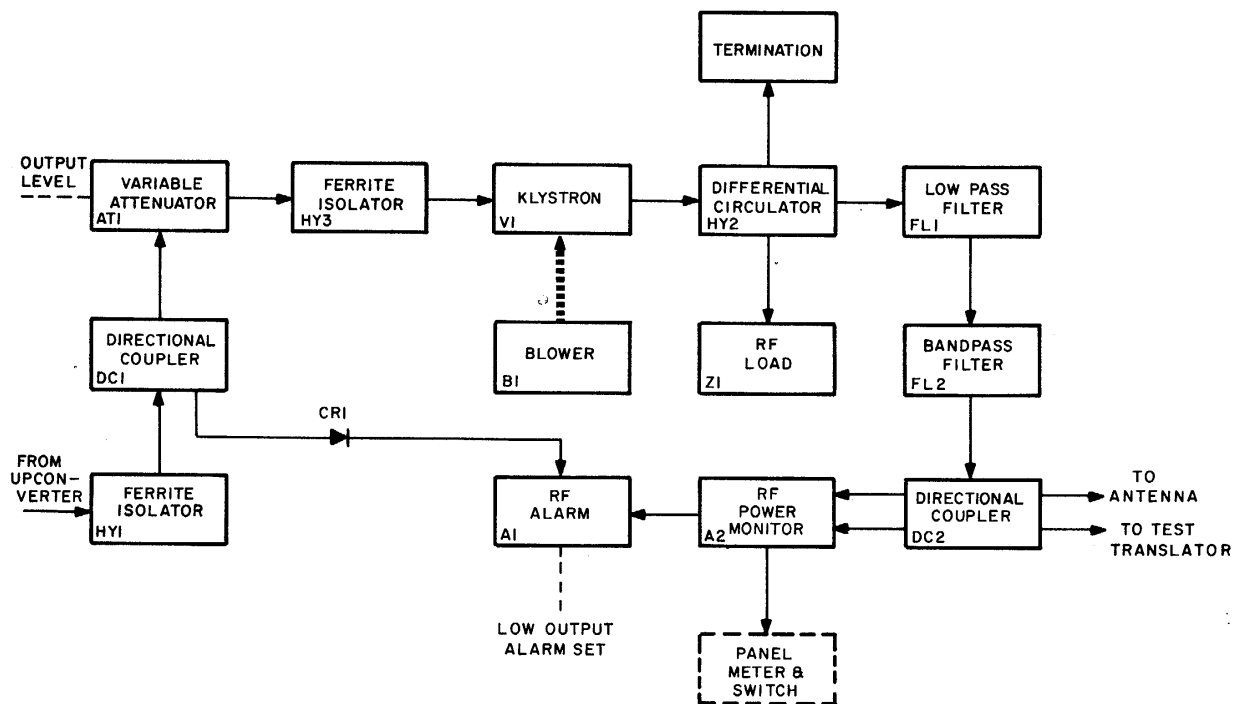 TERMINATION
OUTPUT
LEVEL
VARIABLE
ATTENUATOR
AT1
FERRITE
ISOLATOR
HY3
KLYSTRON
V1
DIFFERENTIAL
CIRCULATOR
HY2
LOW PASS
FILTER
FL1
DIRECTIONAL
COUPLER
DC1
BLOWER
B1
RF
LOAD
Z1
BANDPASS
FILTER
FL2
CR1
FROM
UPCON-
VERTER
FERRITE
ISOLATOR
HY1
RF
ALARM
A1
RF
POWER
MONITOR
A2
DIRECTIONAL
COUPLER
DC2
TO
ANTENNA
TO TEST
TRANSLATOR
LOW OUTPUT
ALARM SET
PANEL
METER &
SWITCH